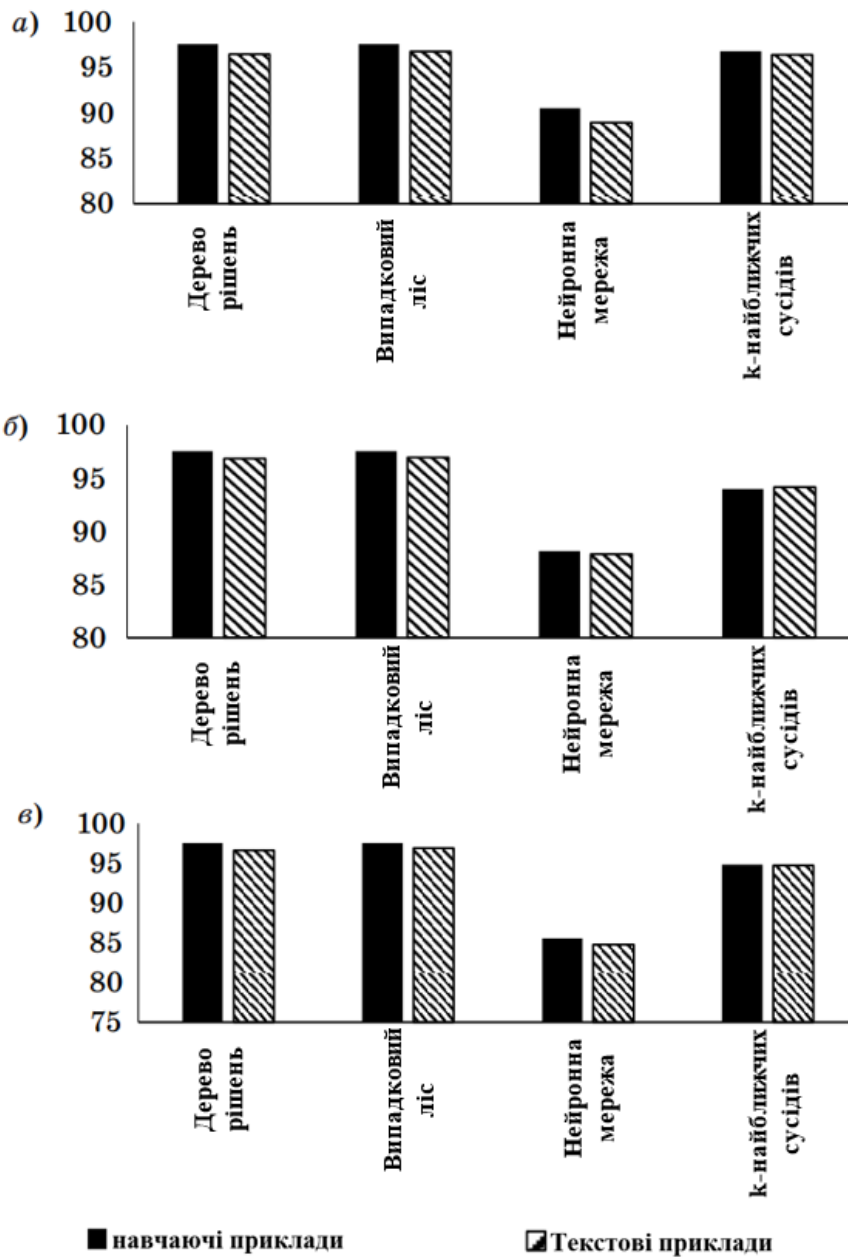 а)
100
95
90
85
80
Дерево
рішень
Випадковий
ліс
Нейронна
мережа
k-найближчих
сусідів
б)
100
95
90
85
80
Дерево
рішень
Випадковий
ліс
Нейронна
мережа
k-найближчих
сусідів
в)
100
95
90
85
80
75
Дерево
рішень
Випадковий
ліс
Нейронна
мережа
k-найближчих
сусідів
навчаючі приклади
Текстові приклади